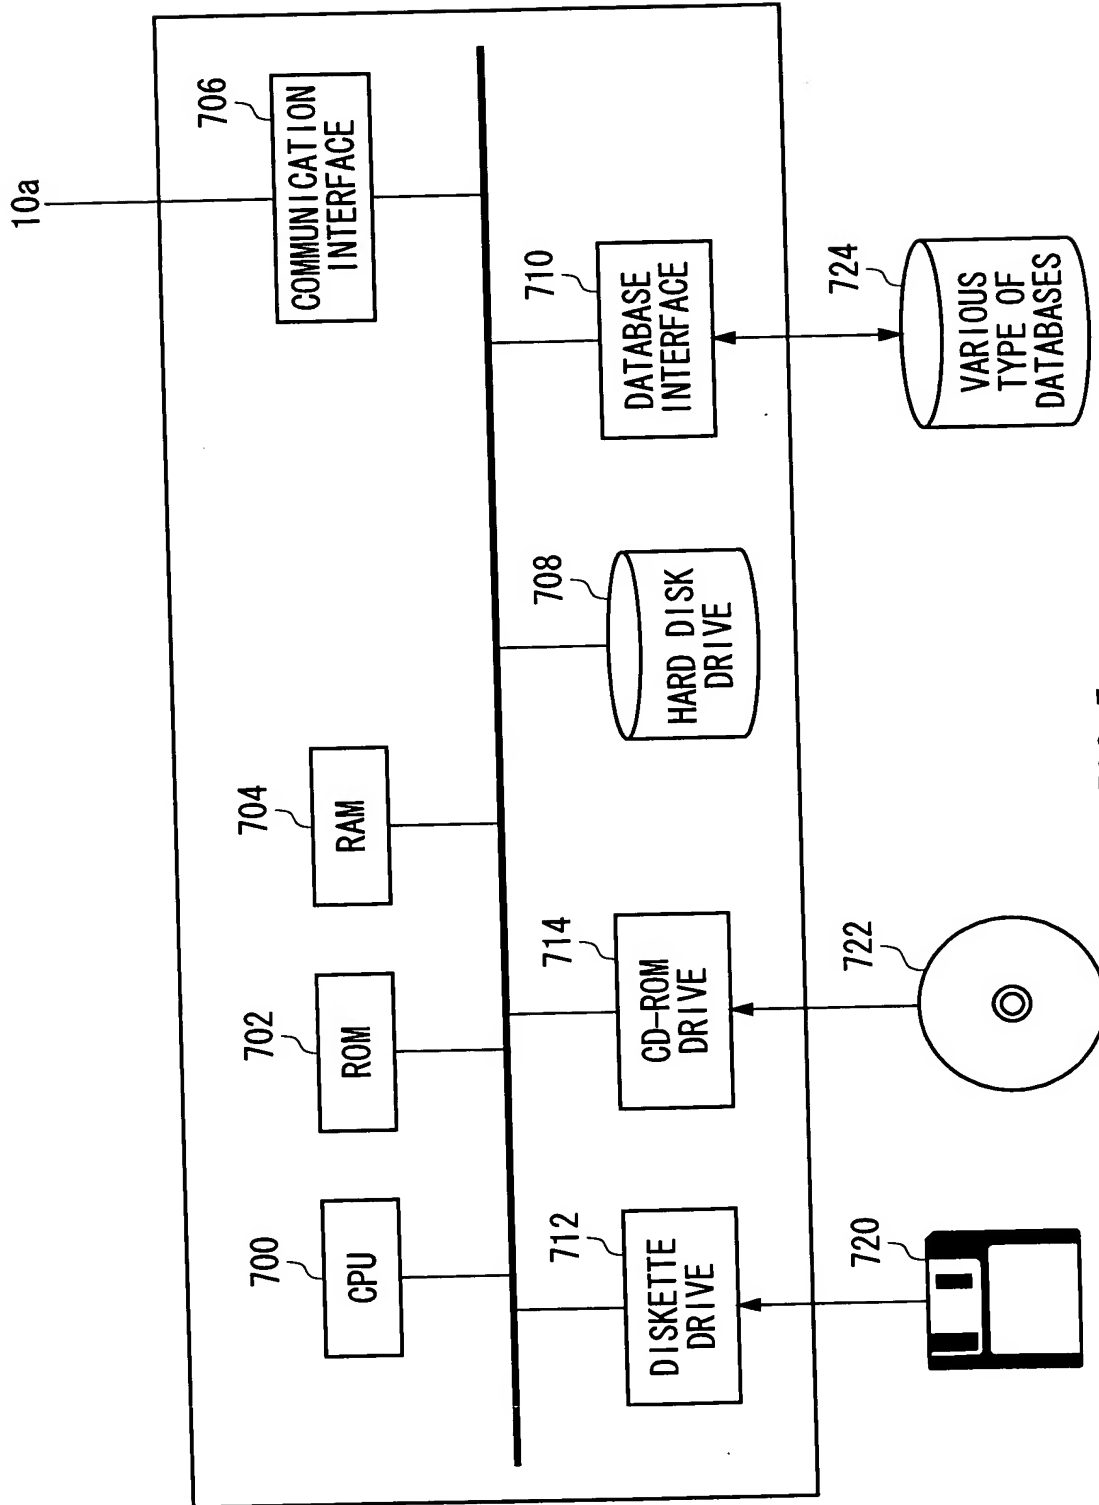 10a
700
CPU
702
ROM
704
RAM
706
COMMUNICATION
INTERFACE
712
DISKETTE
DRIVE
714
CD-ROM
DRIVE
708
HARD DISK
DRIVE
710
DATABASE
INTERFACE
720
722
724
VARIOUS
TYPE OF
DATABASES